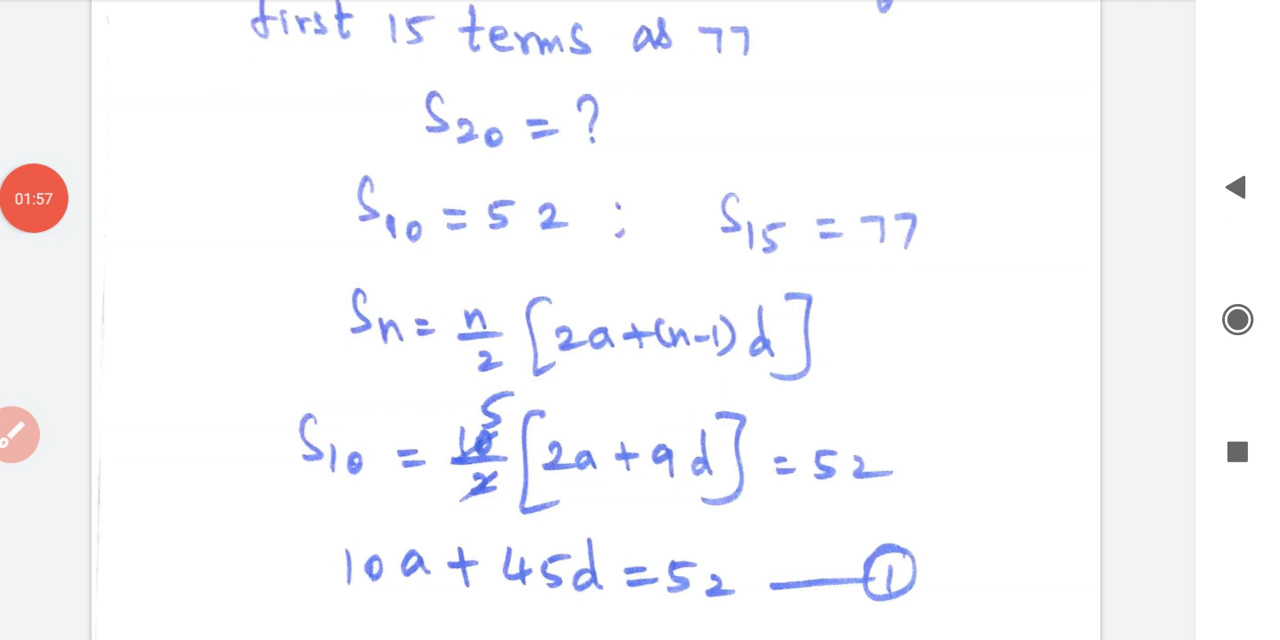 first 15 terms as 77
S₂₀ = ?
S₁₀ = 52 ; S₁₅ = 77
01:57
Sn = n/2 [2a+(n-1)d]
5
S₁₀ = 10/2 [2a + 9d] = 52
10a + 45d = 52 —— ①